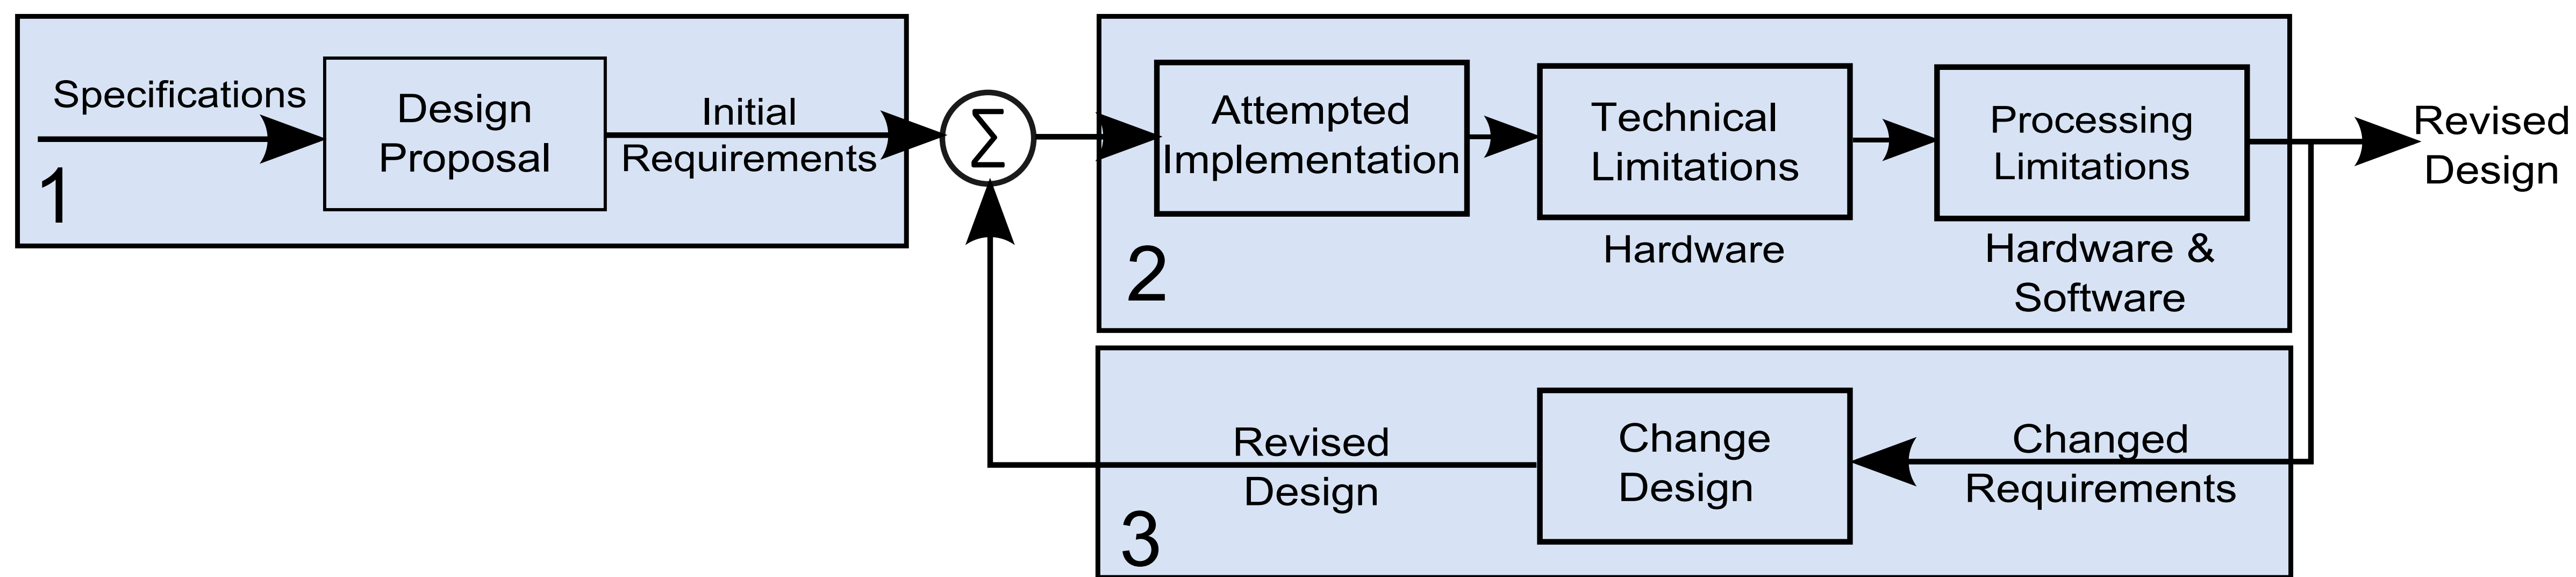 Specifications
Design
Proposal
Initial
Requirements
1
Σ
Attempted
Implementation
Technical
Limitations
Hardware
Processing
Limitations
Hardware &
Software
2
Revised
Design
Revised
Design
Change
Design
Changed
Requirements
3